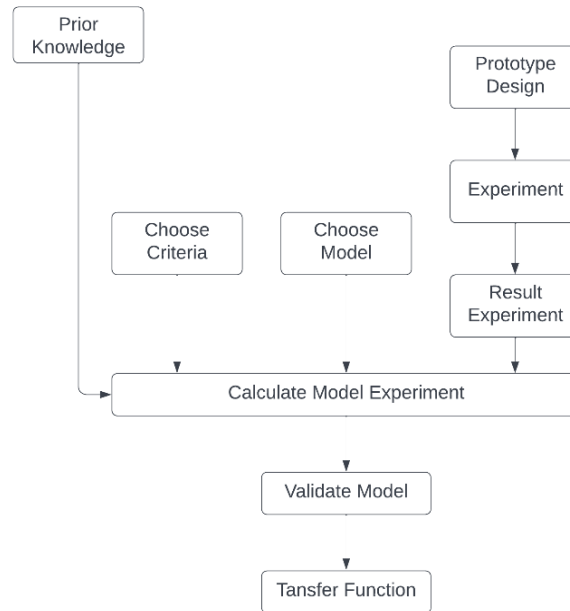 Prior
Knowledge
Prototype
Design
Experiment
Choose
Criteria
Choose
Model
Result
Experiment
Calculate Model Experiment
Validate Model
Tansfer Function